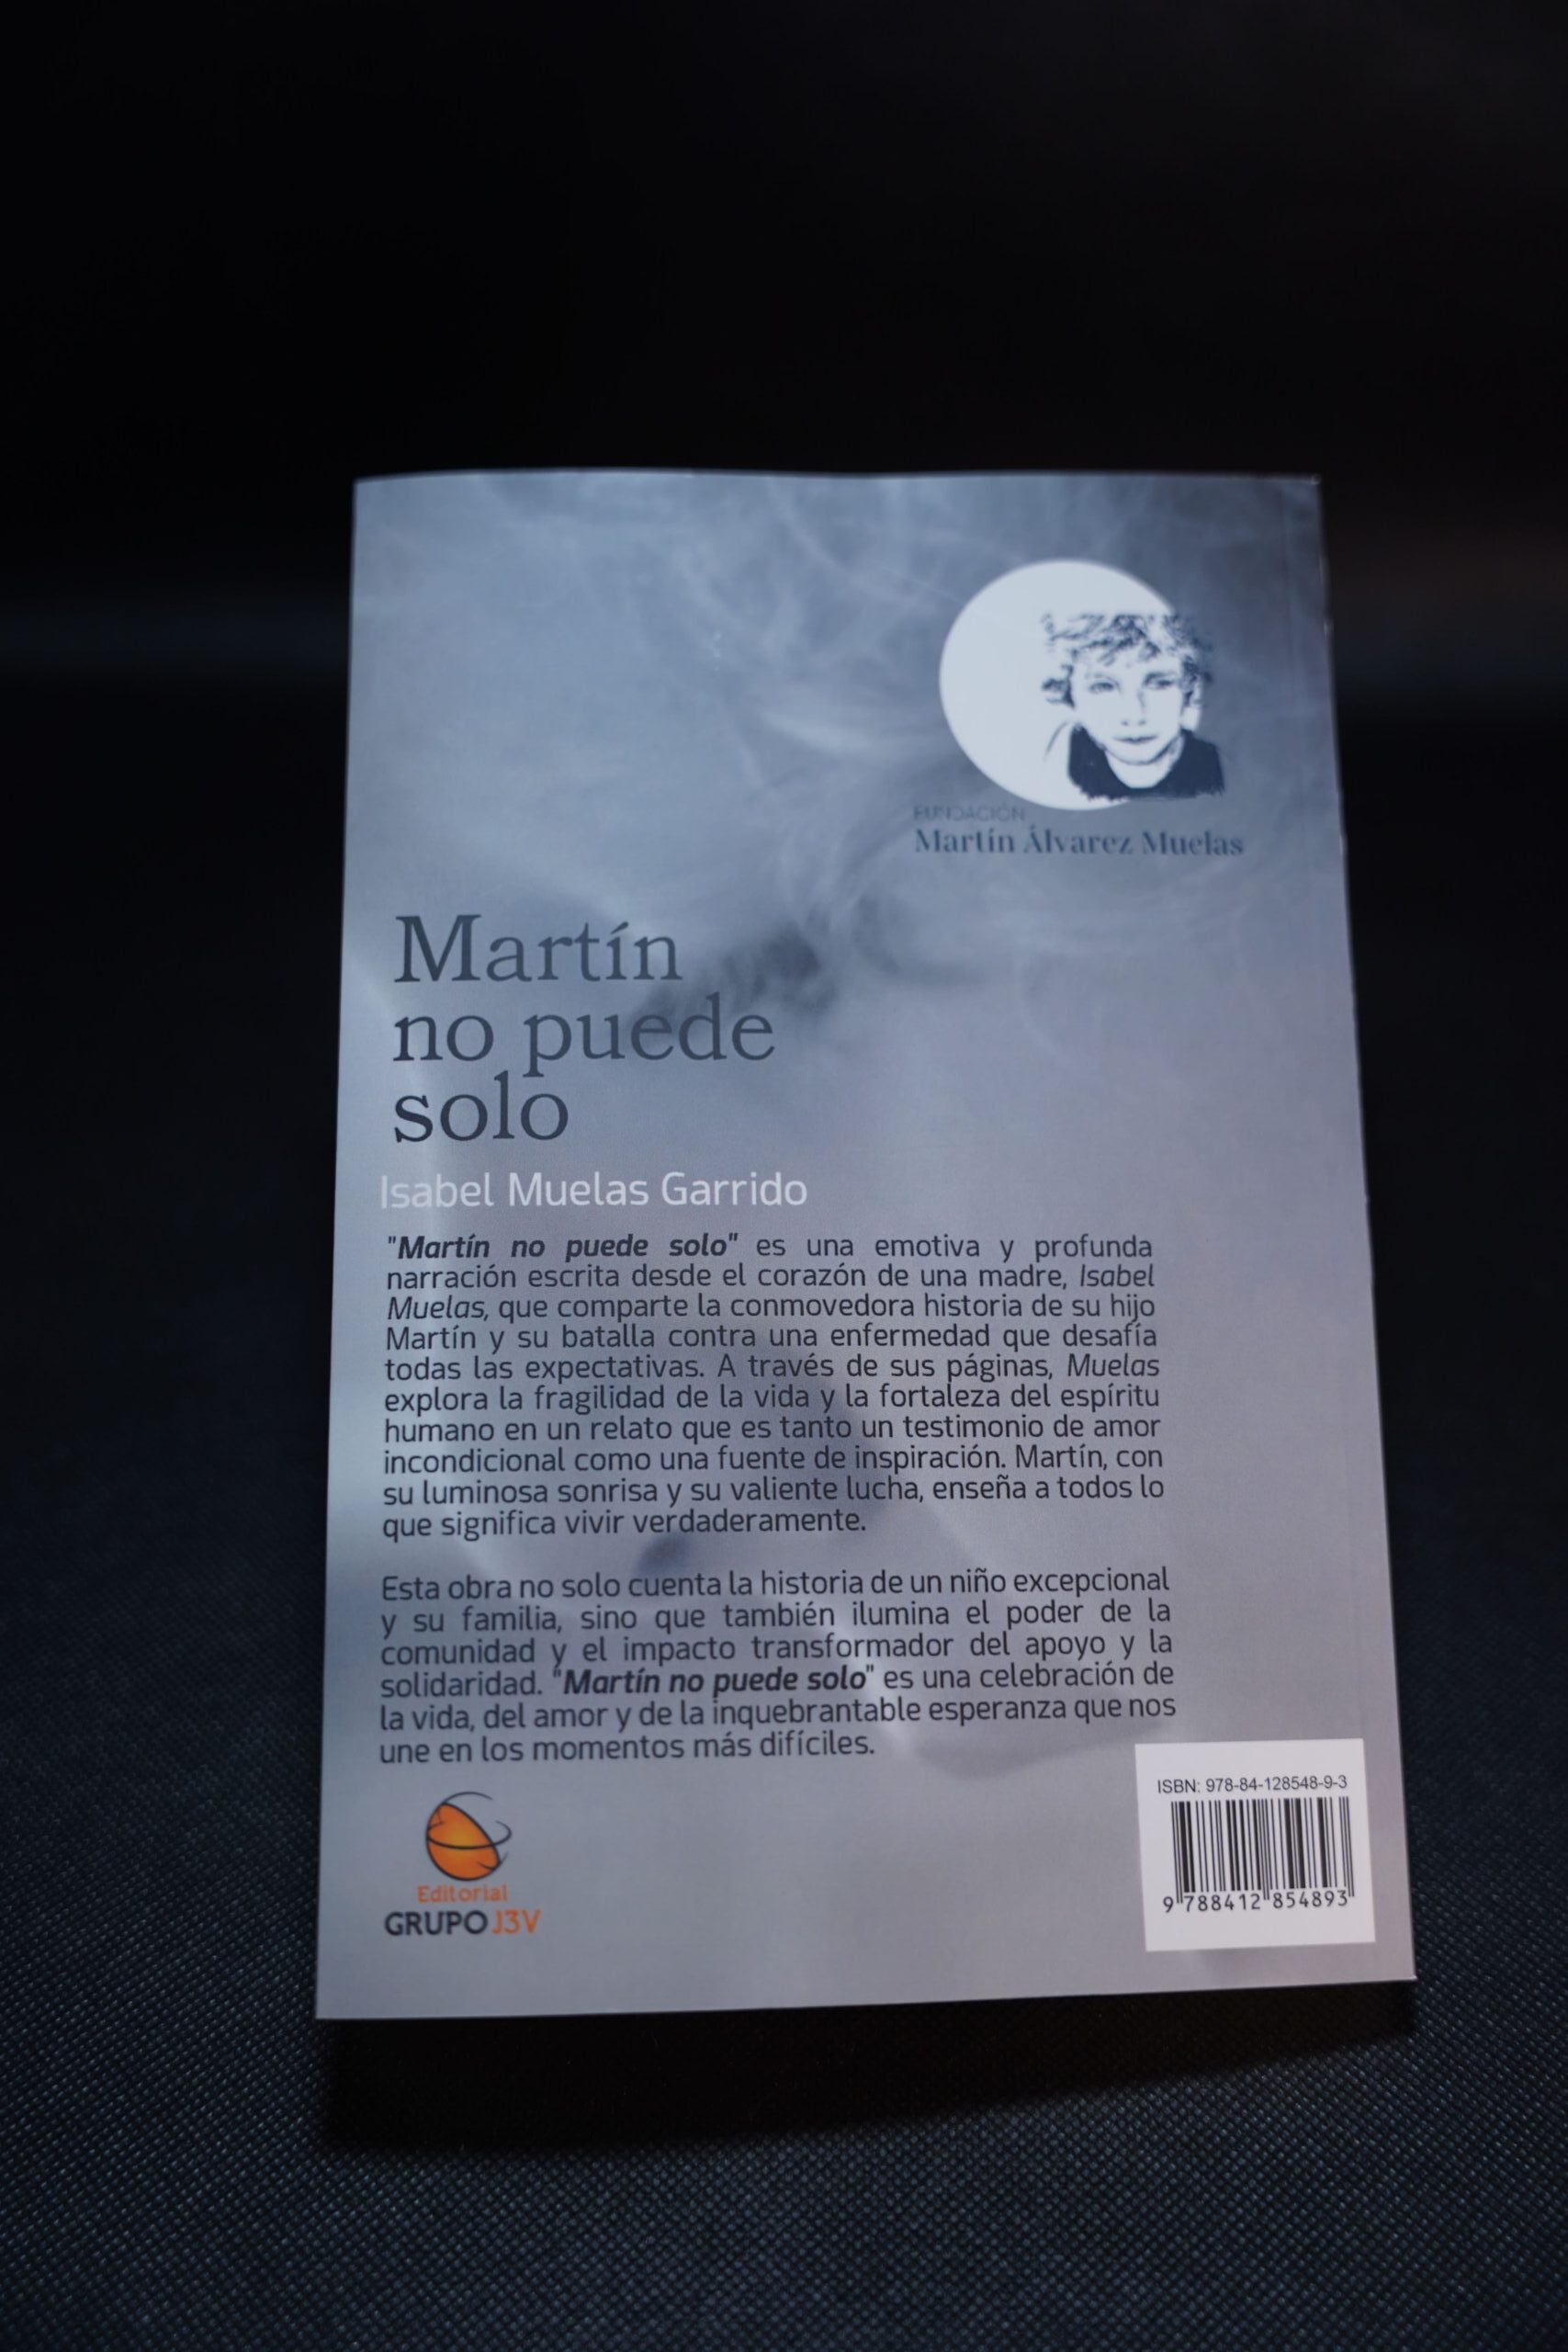 FUNDACIÓN
Martín Álvarez Muelas
Martín
no puede
solo
Isabel Muelas Garrido
"Martín no puede solo" es una emotiva y profunda
narración escrita desde el corazón de una madre, Isabel
Muelas, que comparte la conmovedora historia de su hijo
Martín y su batalla contra una enfermedad que desafía
todas las expectativas. A través de sus páginas, Muelas
explora la fragilidad de la vida y la fortaleza del espíritu
humano en un relato que es tanto un testimonio de amor
incondicional como una fuente de inspiración. Martín, con
su luminosa sonrisa y su valiente lucha, enseña a todos lo
que significa vivir verdaderamente.
Esta obra no solo cuenta la historia de un niño excepcional
y su familia, sino que también ilumina el poder de la
comunidad y el impacto transformador del apoyo y la
solidaridad. "Martín no puede solo" es una celebración de
la vida, del amor y de la inquebrantable esperanza que nos
une en los momentos más difíciles.
ISBN: 978-84-128548-9-3
9 788412 854893
Editorial
GRUPO J3V